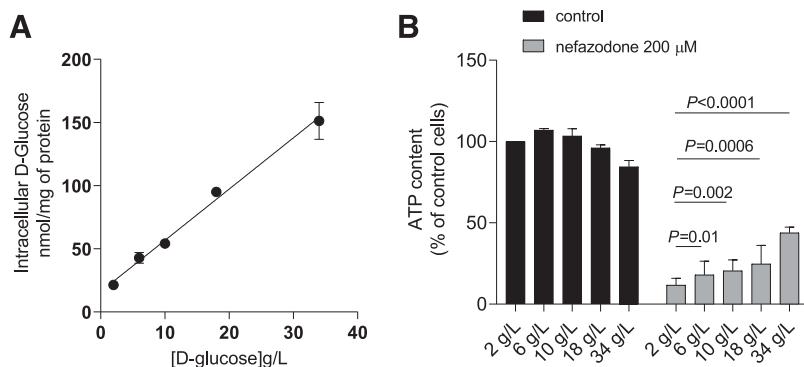 A
Intracellular D-Glucose
nmol/mg of protein
200
150
100
50
0
0
10
20
30
40
[D-glucose]g/L
B
control
nefazodone 200 µM
ATP content
(% of control cells)
150
100
50
0
P<0.0001
P=0.0006
P=0.002
P=0.01
2 g/L
6 g/L
10 g/L
18 g/L
34 g/L
2 g/L
6 g/L
10 g/L
18 g/L
34 g/L